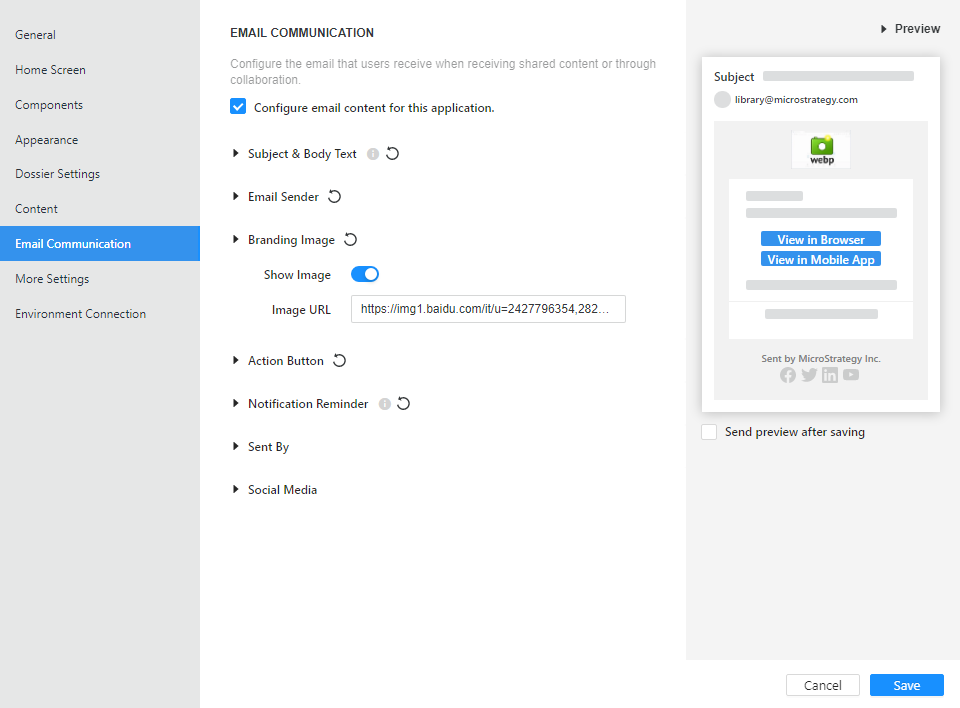 General
Home Screen
Components
Appearance
Dossier Settings
Content
Email Communication
More Settings
Environment Connection
EMAIL COMMUNICATION
Configure the email that users receive when receiving shared content or through
collaboration.
Configure email content for this application.
Subject & Body Text
Email Sender
Branding Image
Show Image
Image URL
https://img1.baidu.com/it/u=2427796354,282...
Action Button
Notification Reminder
Sent By
Social Media
Preview
Subject
library@microstrategy.com
webp
View in Browser
View in Mobile App
Sent by MicroStrategy Inc.
Send preview after saving
Cancel
Save